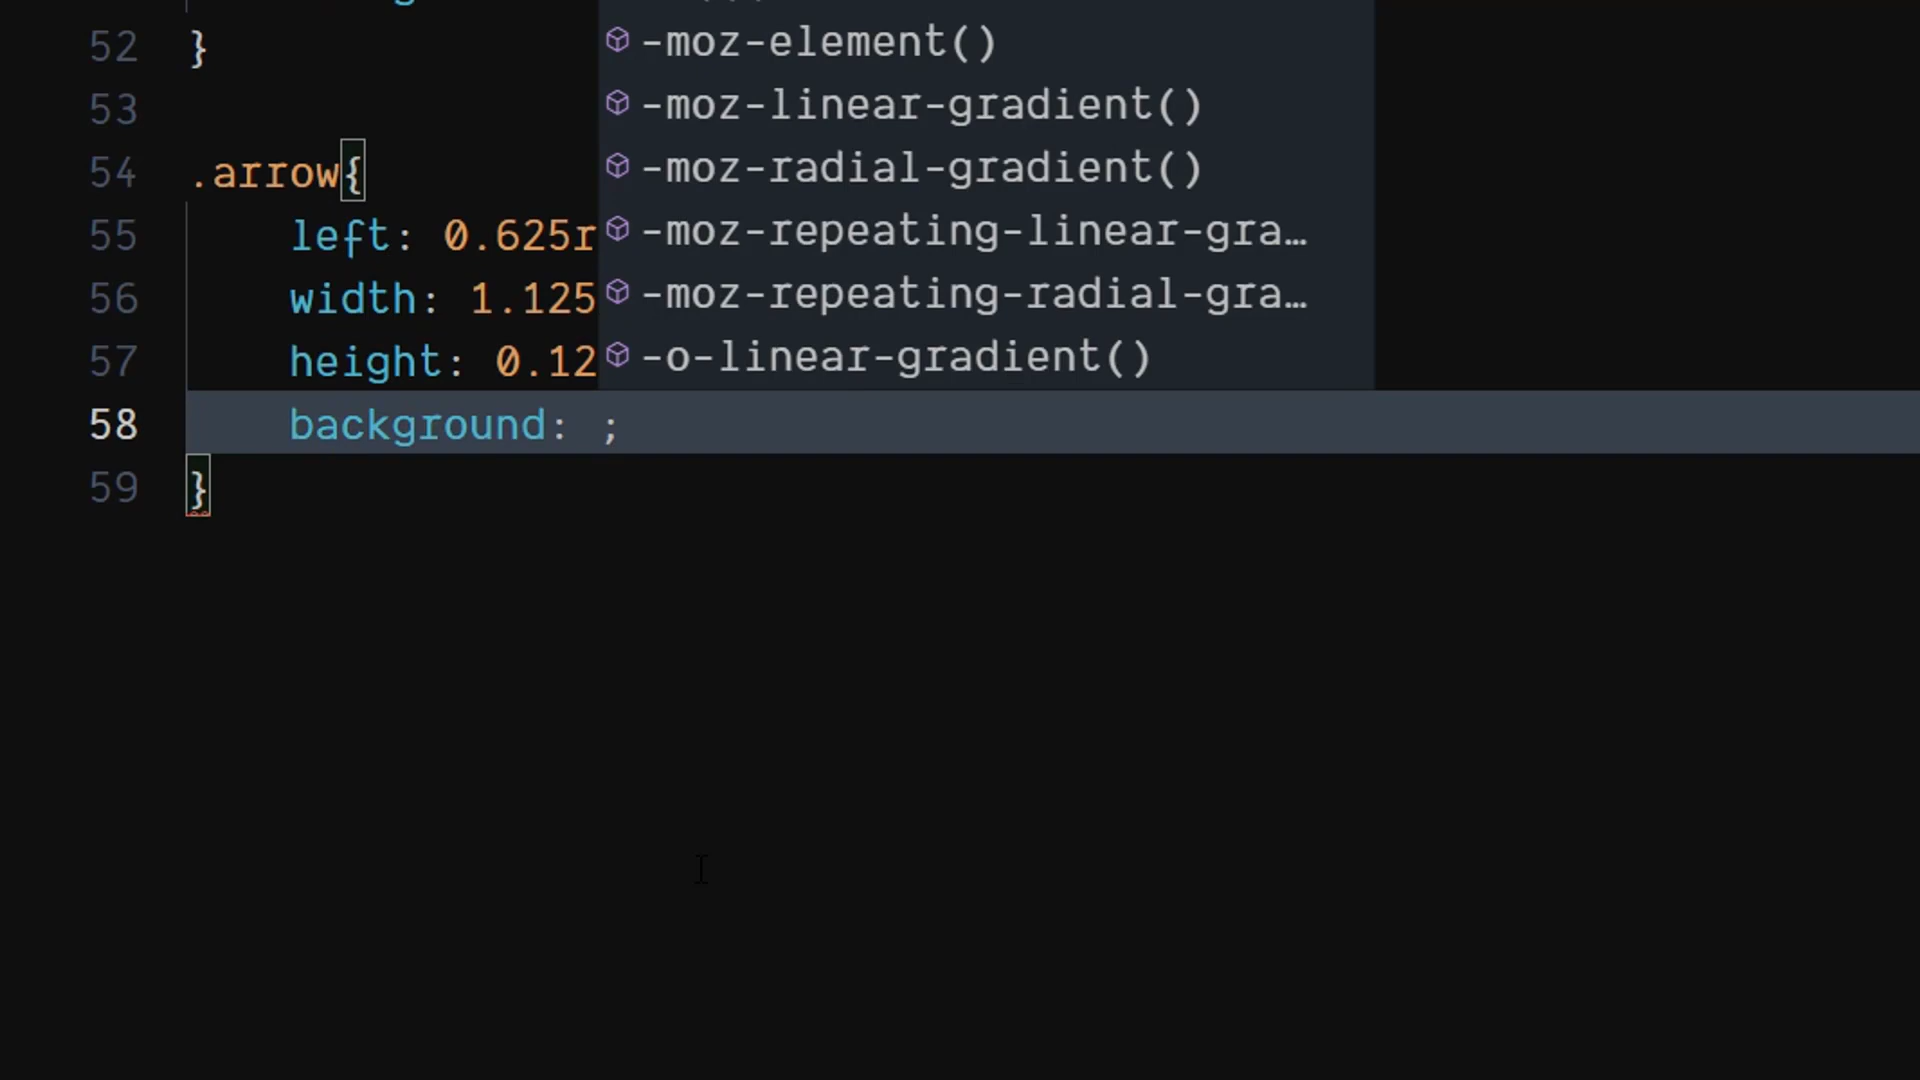 52 }
-moz-element()
53
-moz-linear-gradient()
54 .arrow{
-moz-radial-gradient()
55 left: 0.625r
-moz-repeating-linear-gra…
56 width: 1.125
-moz-repeating-radial-gra…
57 height: 0.12
-o-linear-gradient()
58 background: ;
59 }